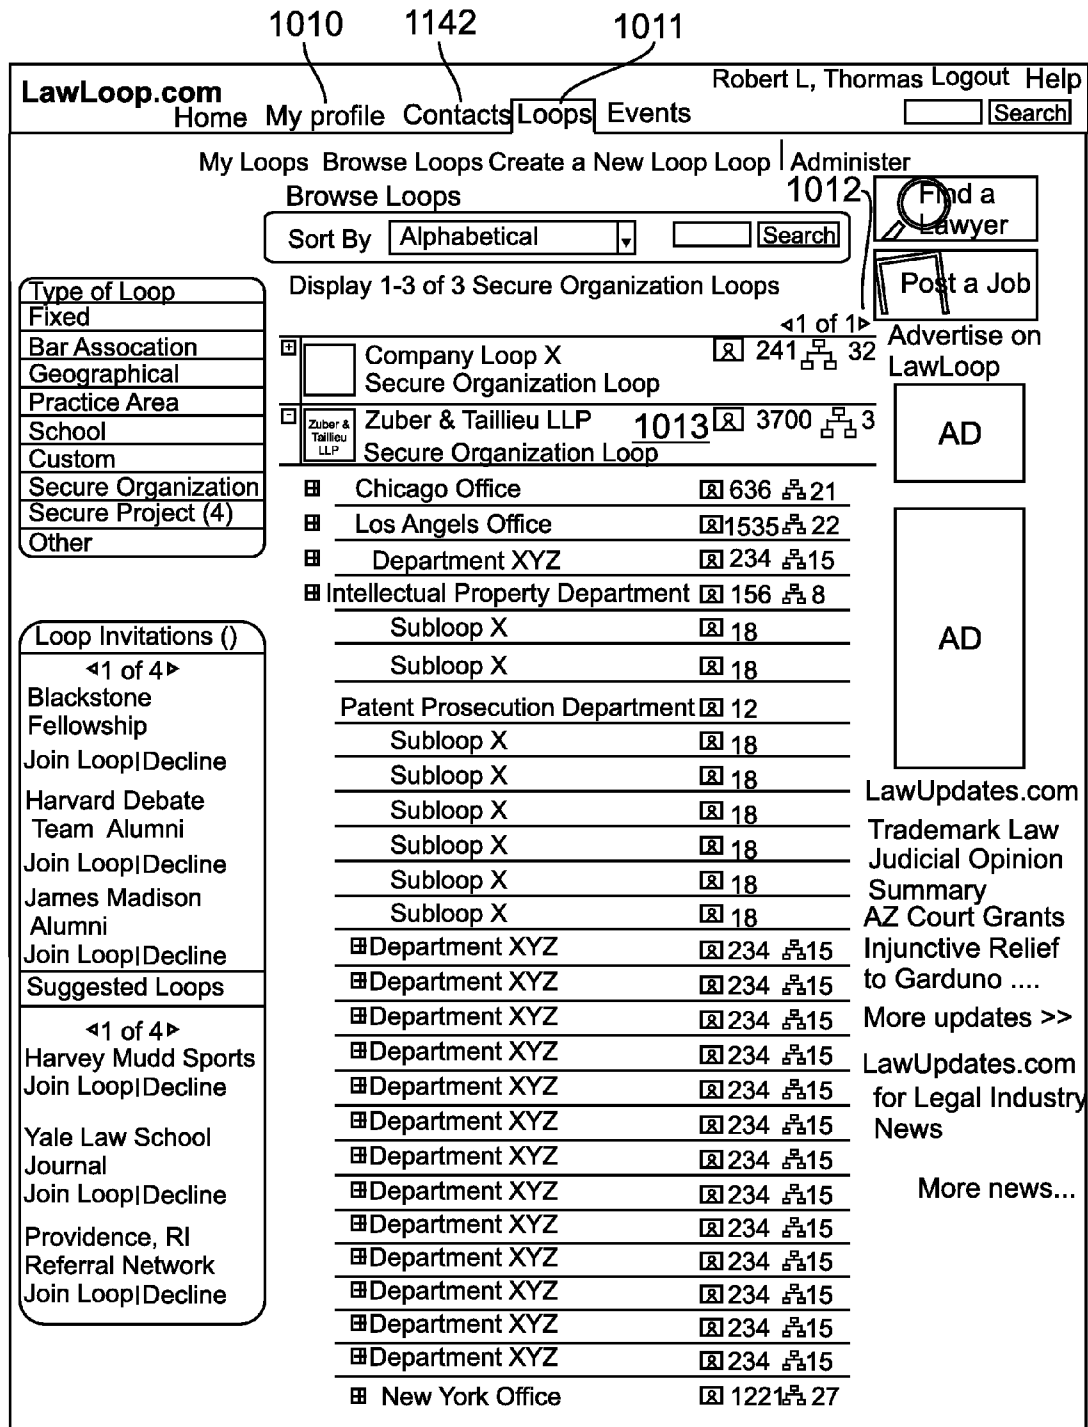 1010 1142 1011
LawLoop.com
Robert L, Thormas Logout Help
Home My profile Contacts Loops Events
Search
My Loops Browse Loops Create a New Loop Loop | Administer
Browse Loops
1012
Sort By Alphabetical Search
Display 1-3 of 3 Secure Organization Loops
1 of 1
Type of Loop
Fixed
Bar Assocation
Geographical
Practice Area
School
Custom
Secure Organization
Secure Project (4)
Other
Loop Invitations ()
1 of 4
Blackstone
Fellowship
Join Loop|Decline
Harvard Debate
Team Alumni
Join Loop|Decline
James Madison
Alumni
Join Loop|Decline
Suggested Loops
1 of 4
Harvey Mudd Sports
Join Loop|Decline
Yale Law School
Journal
Join Loop|Decline
Providence, RI
Referral Network
Join Loop|Decline
Company Loop X 241 32
Secure Organization Loop
Zuber &
Taillieu
LLP
Zuber & Taillieu LLP 1013 3700 3
Secure Organization Loop
Chicago Office 636 21
Los Angels Office 1535 22
Department XYZ 234 15
Intellectual Property Department 156 8
Subloop X 18
Subloop X 18
Patent Prosecution Department 12
Subloop X 18
Subloop X 18
Subloop X 18
Subloop X 18
Subloop X 18
Subloop X 18
Department XYZ 234 15
Department XYZ 234 15
Department XYZ 234 15
Department XYZ 234 15
Department XYZ 234 15
Department XYZ 234 15
Department XYZ 234 15
Department XYZ 234 15
Department XYZ 234 15
Department XYZ 234 15
Department XYZ 234 15
Department XYZ 234 15
Department XYZ 234 15
New York Office 1221 27
Find a
Lawyer
Post a Job
Advertise on
LawLoop
AD
AD
LawUpdates.com
Trademark Law
Judicial Opinion
Summary
AZ Court Grants
Injunctive Relief
to Garduno ....
More updates >>
LawUpdates.com
for Legal Industry
News
More news...